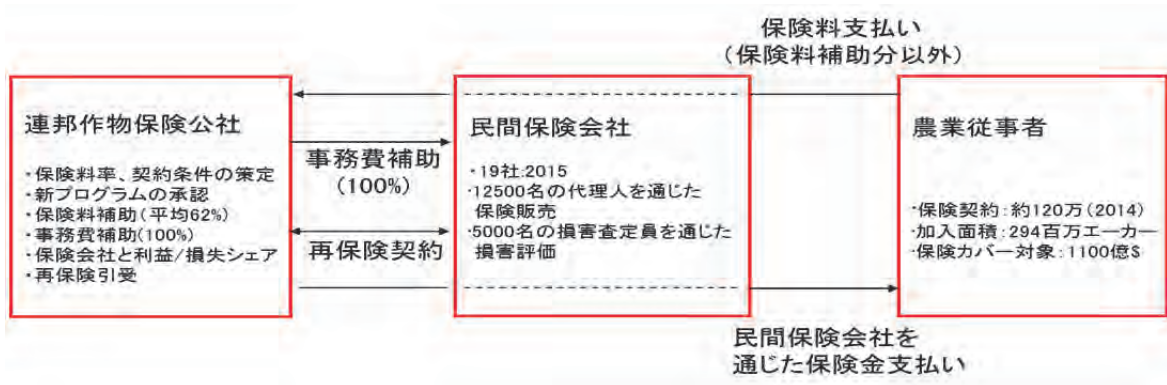 保険料支払い
(保険料補助分以外)
連邦作物保険公社
・保険料率、契約条件の策定
・新プログラムの承認
・保険料補助(平均62%)
・事務費補助(100%)
・保険会社と利益/損失シェア
・再保険引受
事務費補助
(100%)
再保険契約
民間保険会社
・19社:2015
・12500名の代理人を通じた
保険販売
・5000名の損害査定員を通じた
損害評価
農業従事者
・保険契約:約120万(2014)
・加入面積:294百万エーカー
・保険カバー対象:1100億$
民間保険会社を
通じた保険金支払い